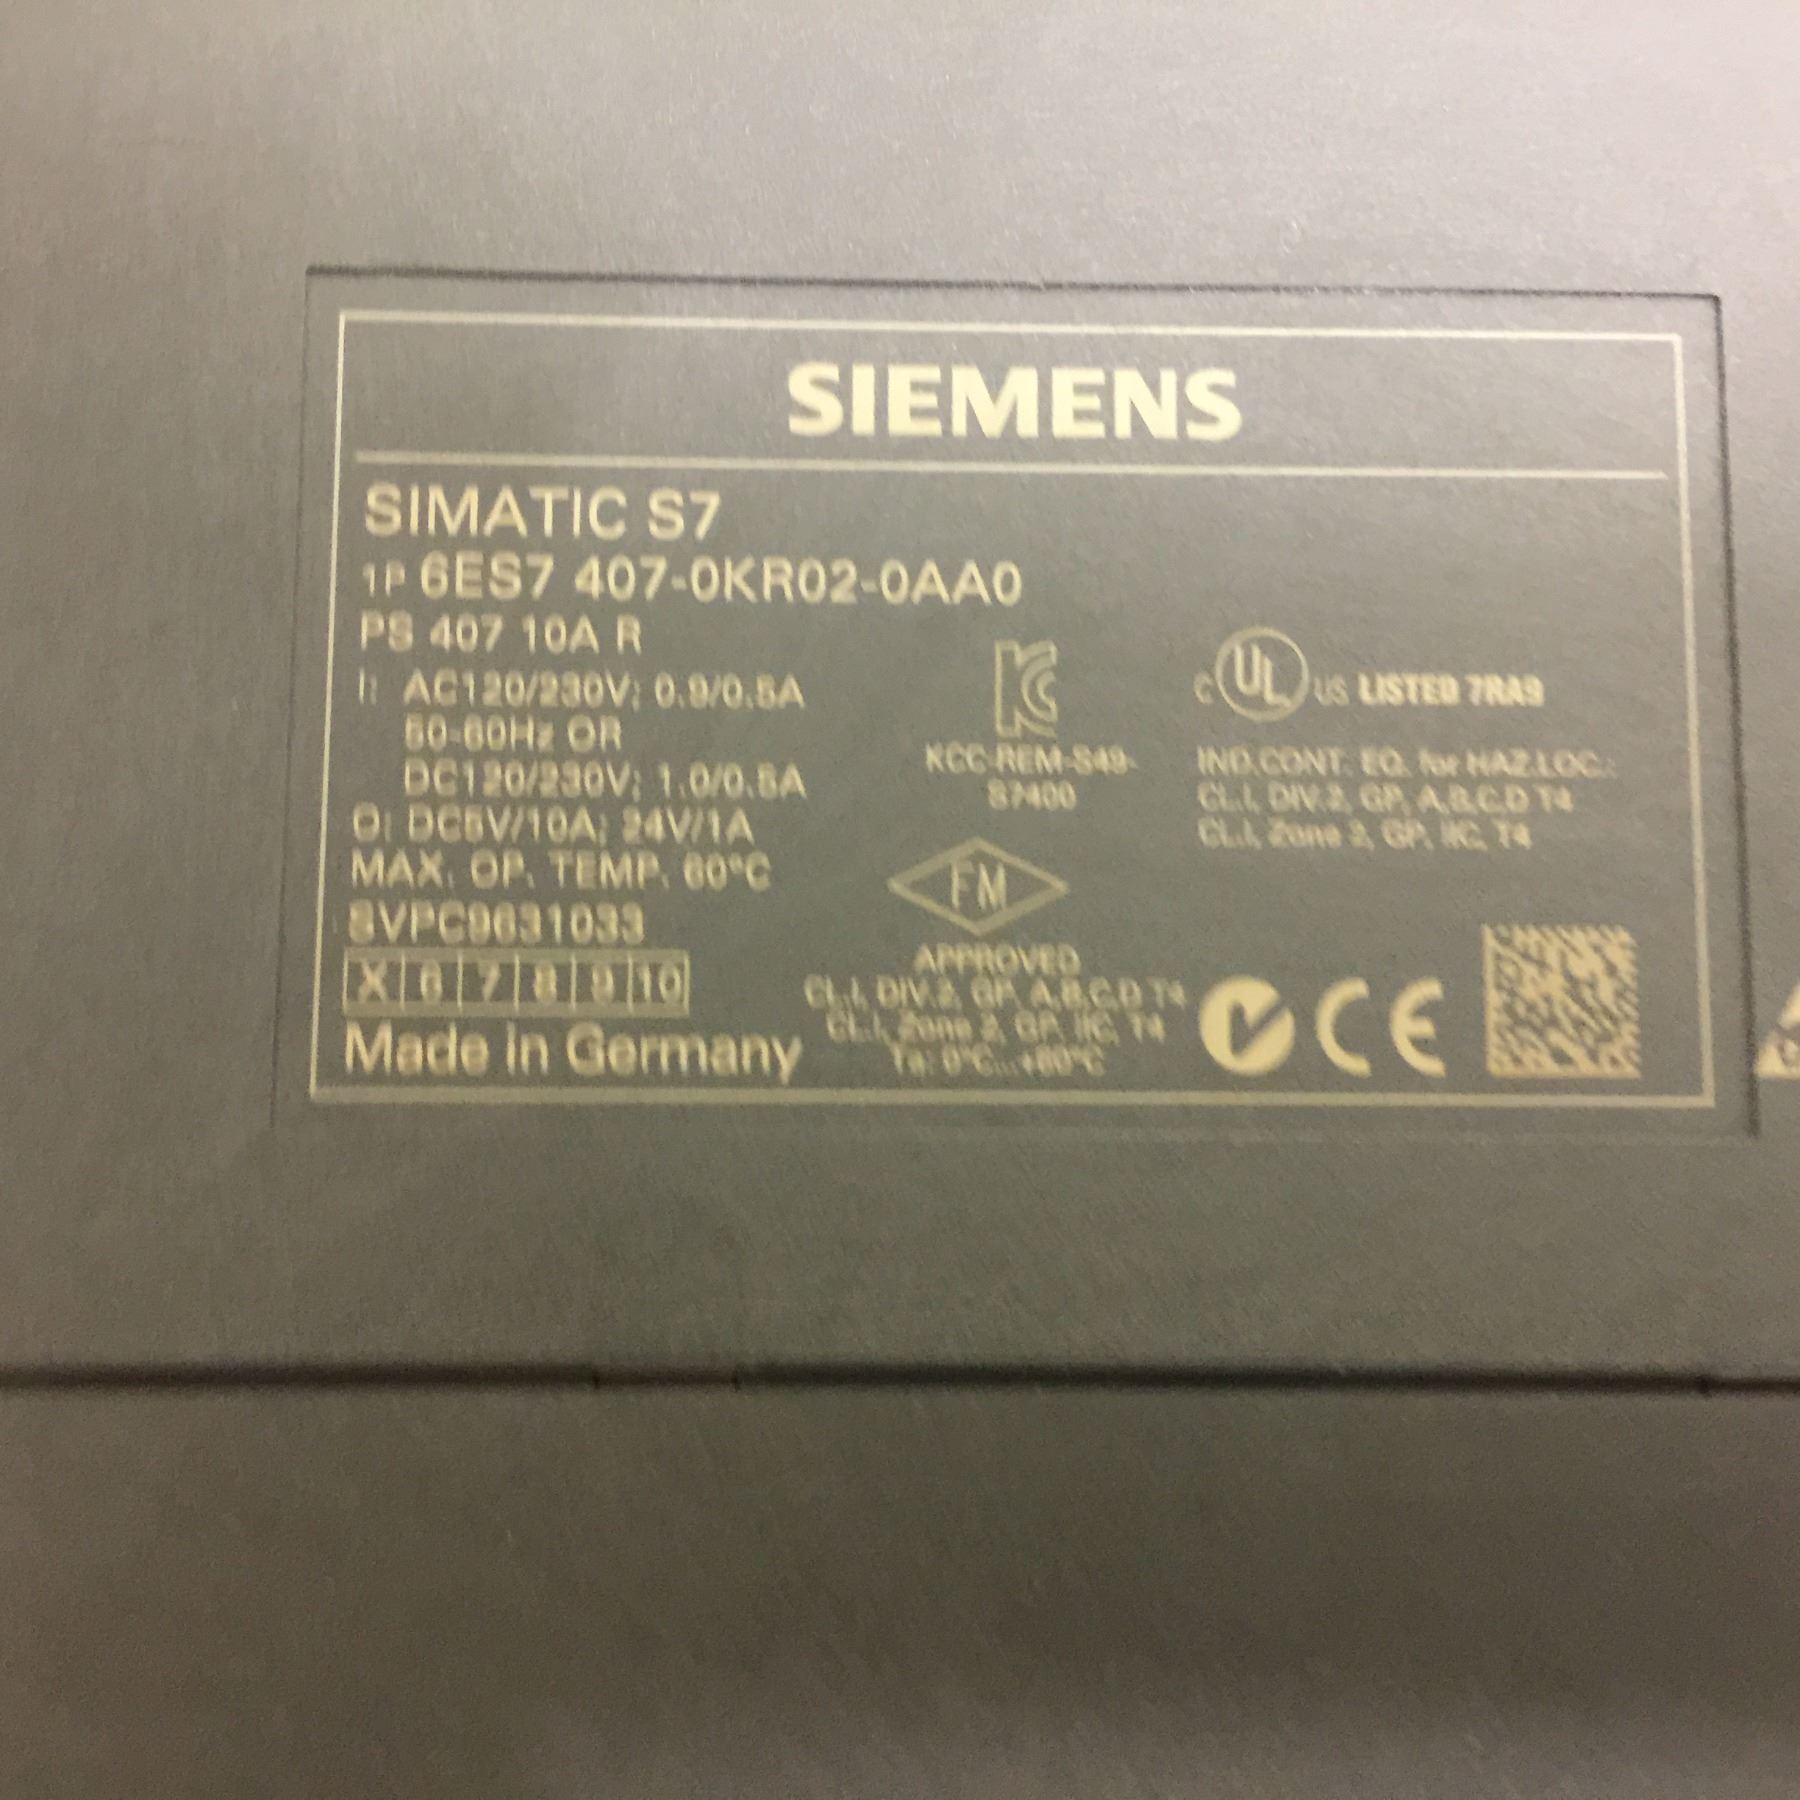 SIEMENS
SIMATIC S7
1P 6ES7 407-0KR02-0AA0
PS 407 10A R
I: AC120/230V; 0.9/0.5A
50-60Hz OR
DC120/230V; 1.0/0.5A
O: DC5V/10A; 24V/1A
MAX. OP. TEMP. 60°C
SVPC9631033
X 6 7 8 9 10
Made in Germany
KCC-REM-S49-
S7400
FM
APPROVED
CL.I, DIV.2, GP. A,B,C,D T4
CL.I, Zone 2, GP. IIC, T4
Ta: 0°C...+60°C
C UL US LISTED 7RA9
IND.CONT. EQ. for HAZ.LOC.:
CL.I, DIV.2, GP. A,B,C,D T4
CL.I, Zone 2, GP. IIC, T4
CE